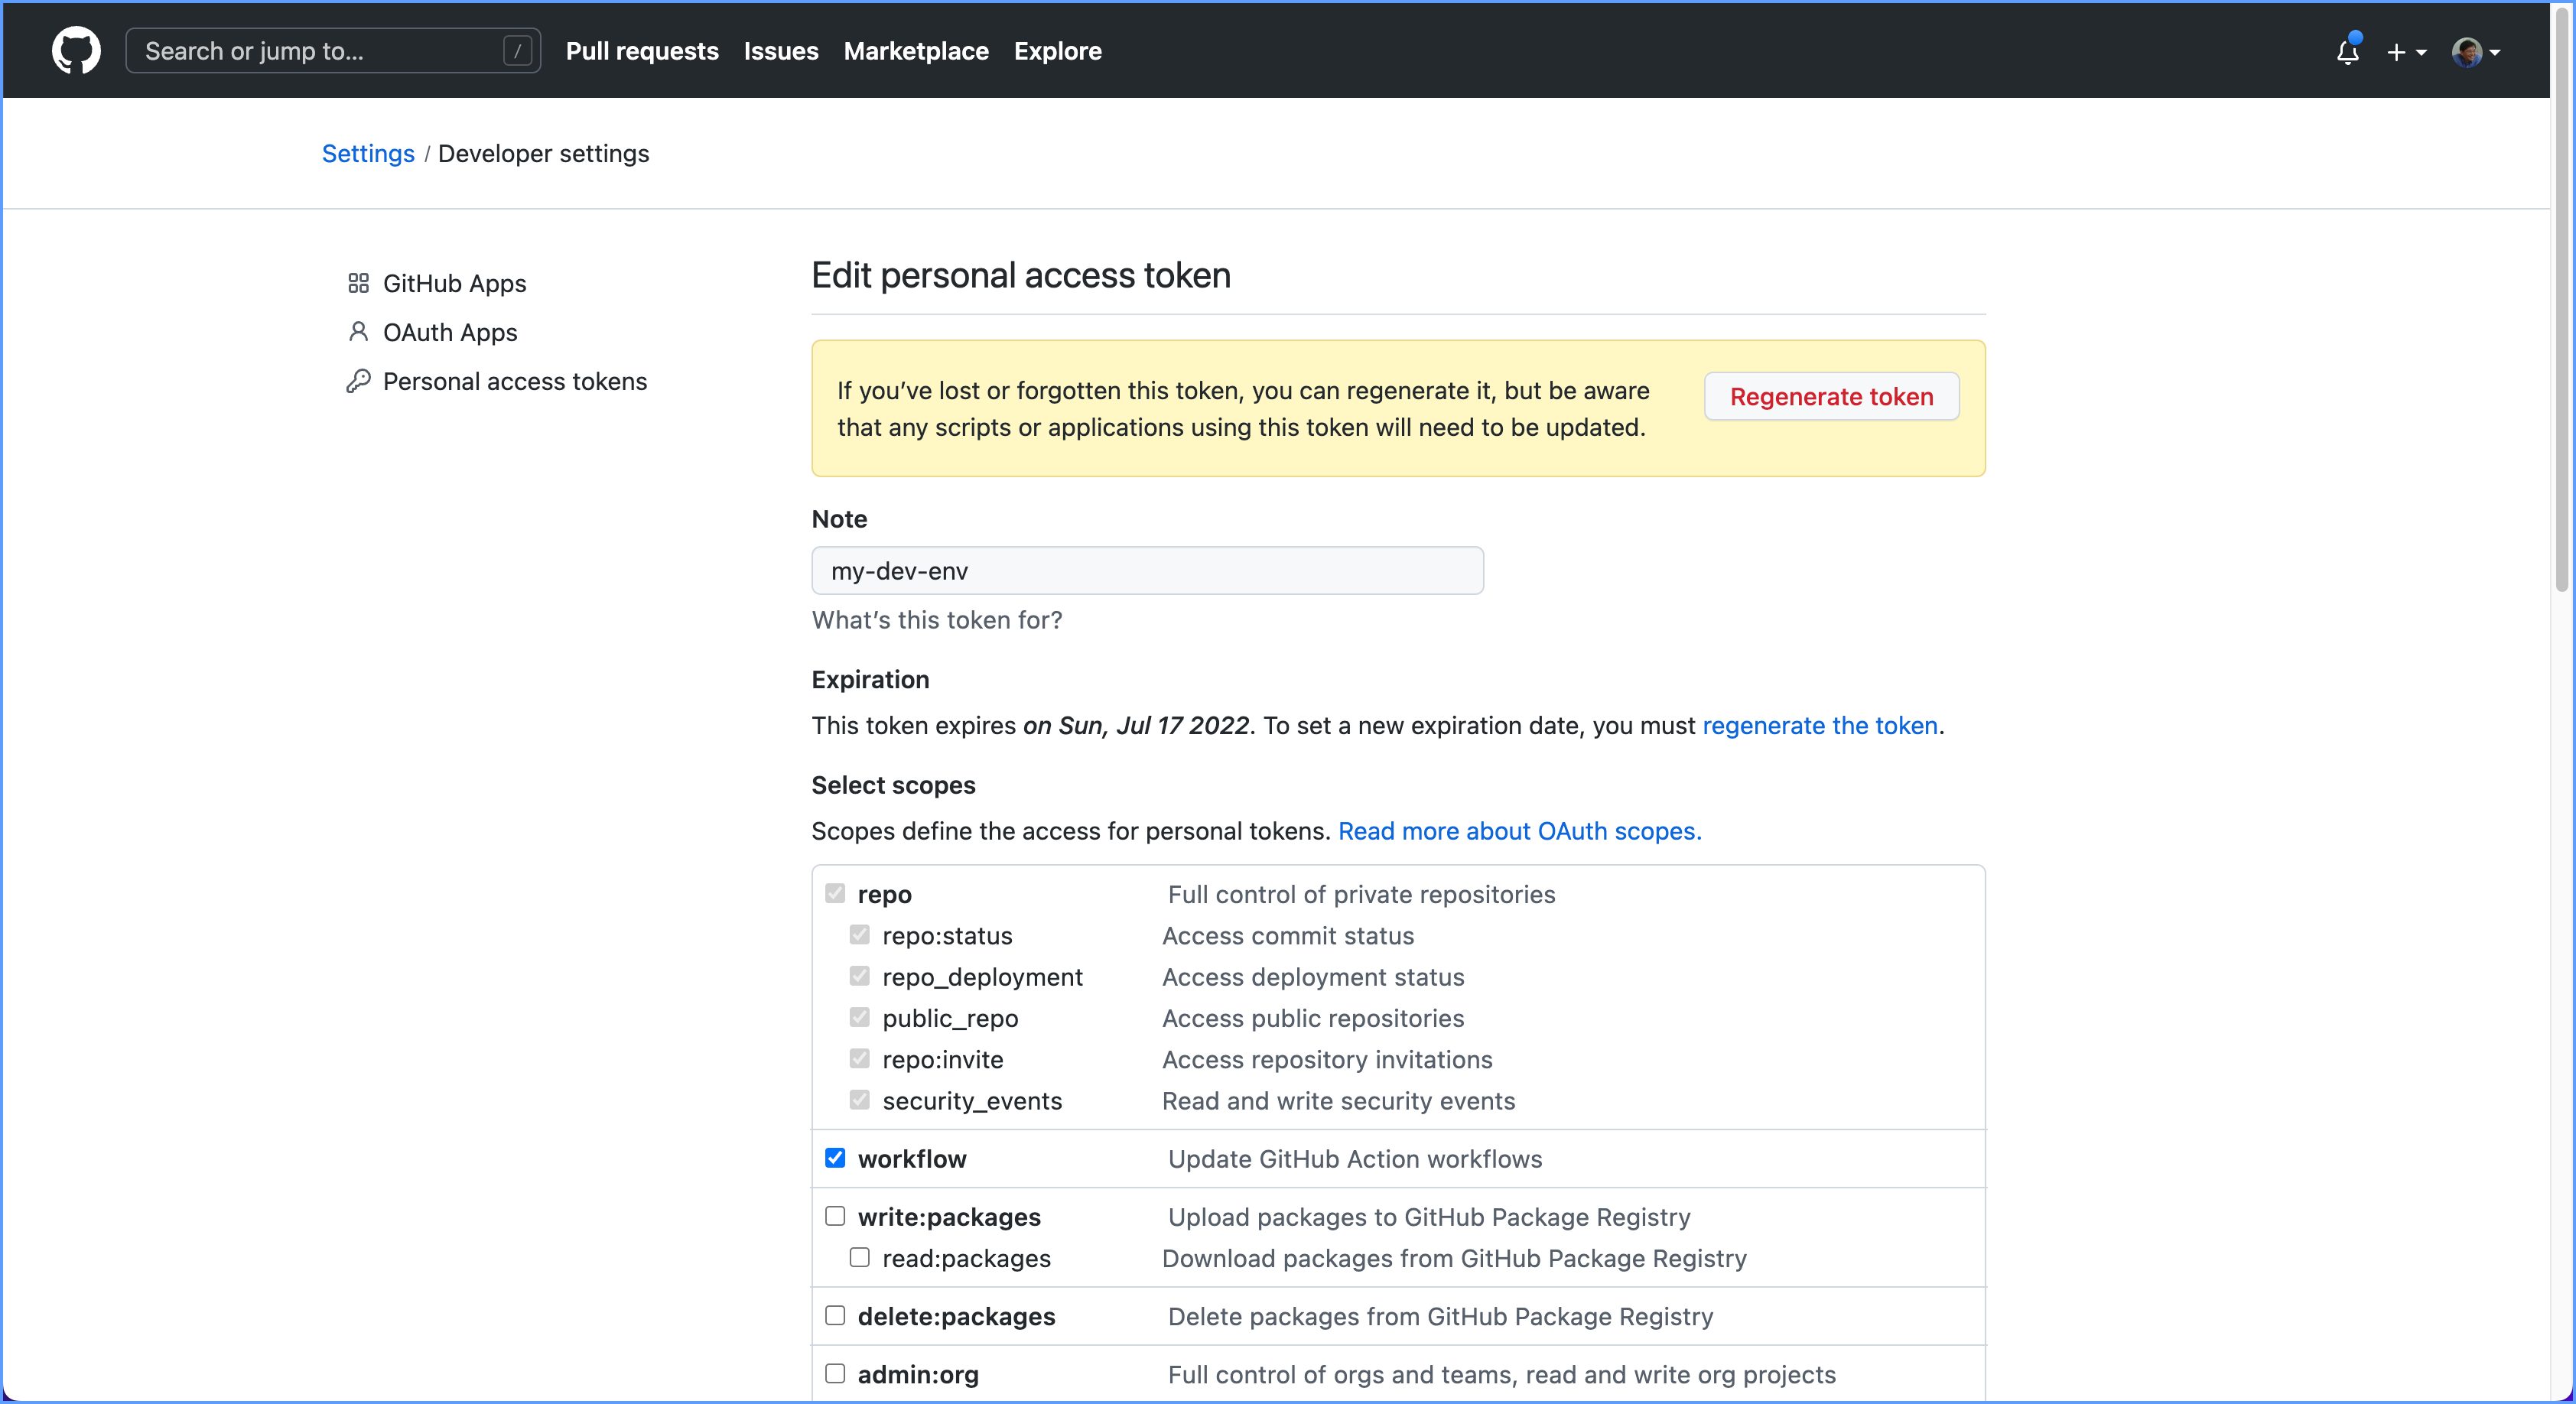 Search or jump to... /
Pull requests Issues Marketplace Explore
Settings / Developer settings
GitHub Apps
OAuth Apps
Personal access tokens
Edit personal access token
If you’ve lost or forgotten this token, you can regenerate it, but be aware
that any scripts or applications using this token will need to be updated.
Regenerate token
Note
my-dev-env
What’s this token for?
Expiration
This token expires on Sun, Jul 17 2022. To set a new expiration date, you must regenerate the token.
Select scopes
Scopes define the access for personal tokens. Read more about OAuth scopes.
repo Full control of private repositories
repo:status Access commit status
repo_deployment Access deployment status
public_repo Access public repositories
repo:invite Access repository invitations
security_events Read and write security events
workflow Update GitHub Action workflows
write:packages Upload packages to GitHub Package Registry
read:packages Download packages from GitHub Package Registry
delete:packages Delete packages from GitHub Package Registry
admin:org Full control of orgs and teams, read and write org projects